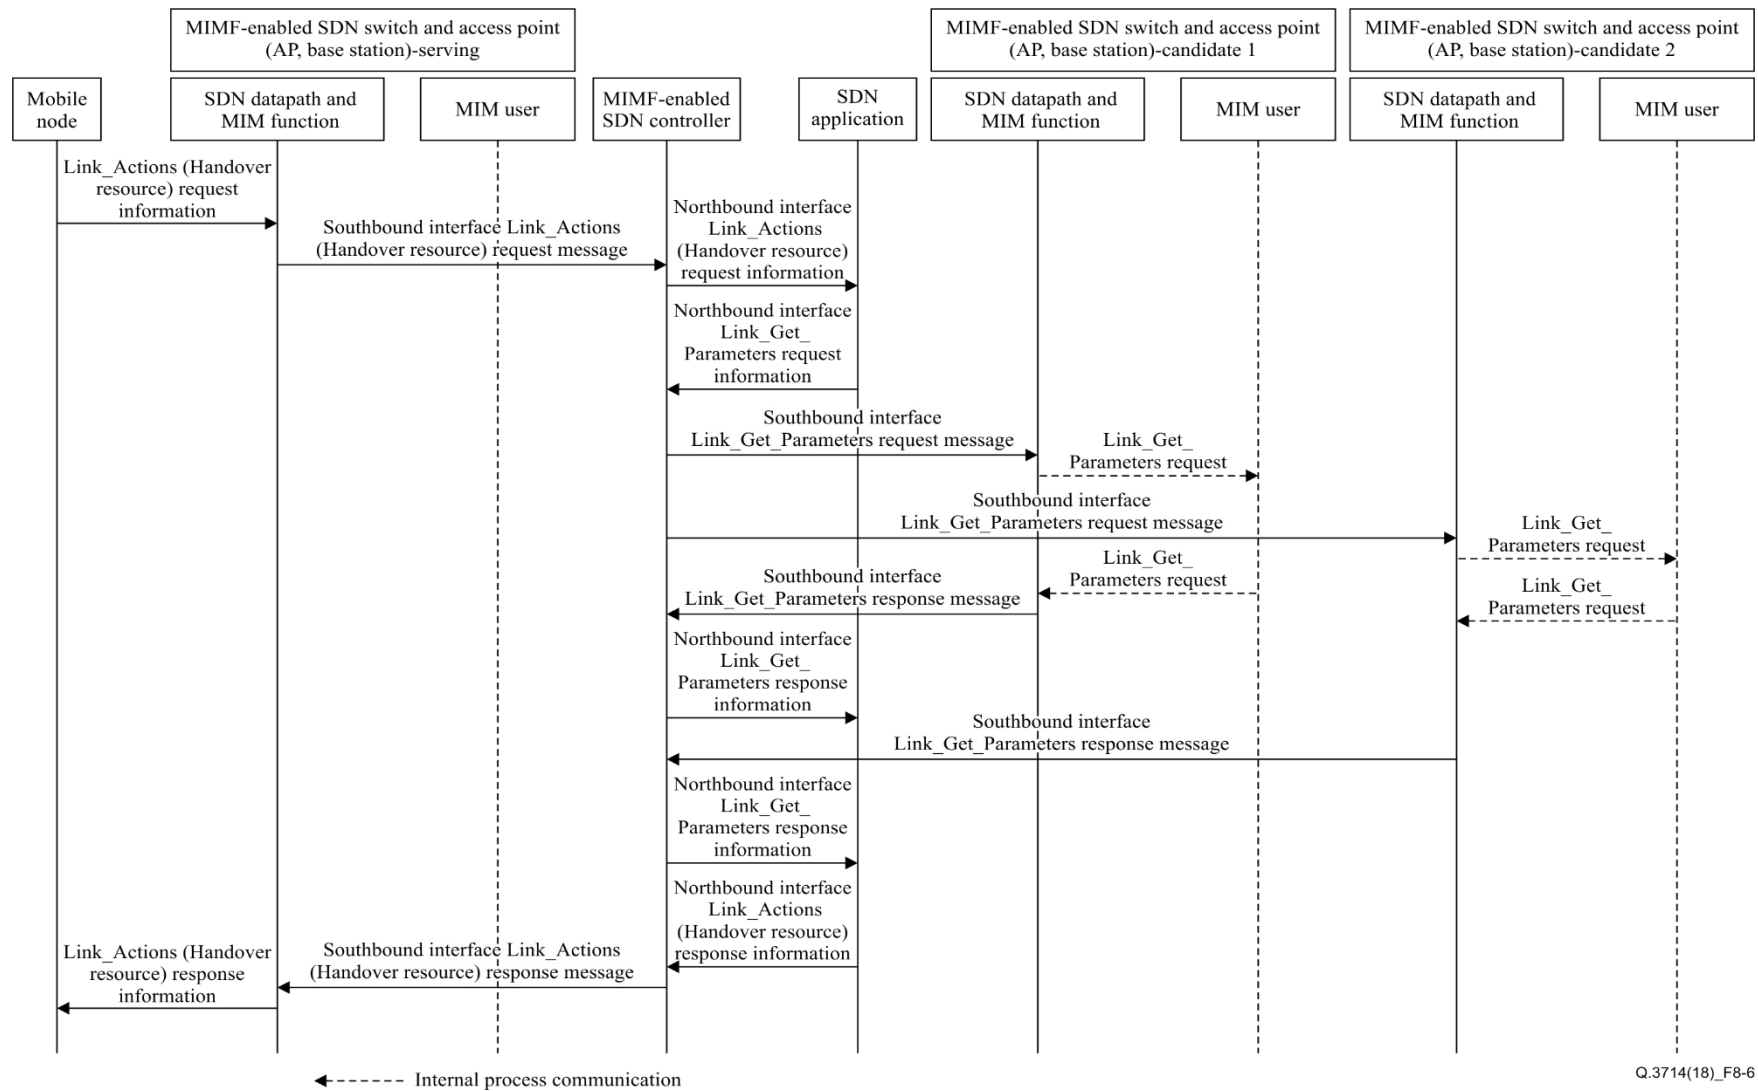 MIMF-enabled SDN switch and access point
(AP, base station)-serving
MIMF-enabled SDN switch and access point
(AP, base station)-candidate 1
MIMF-enabled SDN switch and access point
(AP, base station)-candidate 2
Mobile
node
SDN datapath and
MIM function
MIM user
MIMF-enabled
SDN controller
SDN
application
SDN datapath and
MIM function
MIM user
SDN datapath and
MIM function
MIM user
Link_Actions (Handover
resource) request
information
Southbound interface Link_Actions
(Handover resource) request message
Northbound interface
Link_Actions
(Handover resource)
request information
Northbound interface
Link_Get_
Parameters request
information
Southbound interface
Link_Get_Parameters request message
Link_Get_
Parameters request
Southbound interface
Link_Get_Parameters request message
Link_Get_
Parameters request
Link_Get_
Parameters request
Southbound interface
Link_Get_Parameters response message
Link_Get_
Parameters request
Northbound interface
Link_Get_
Parameters response
information
Southbound interface
Link_Get_Parameters response message
Northbound interface
Link_Get_
Parameters response
information
Northbound interface
Link_Actions
(Handover resource)
response information
Southbound interface Link_Actions
(Handover resource) response message
Link_Actions (Handover
resource) response
information
Internal process communication
Q.3714(18)_F8-6